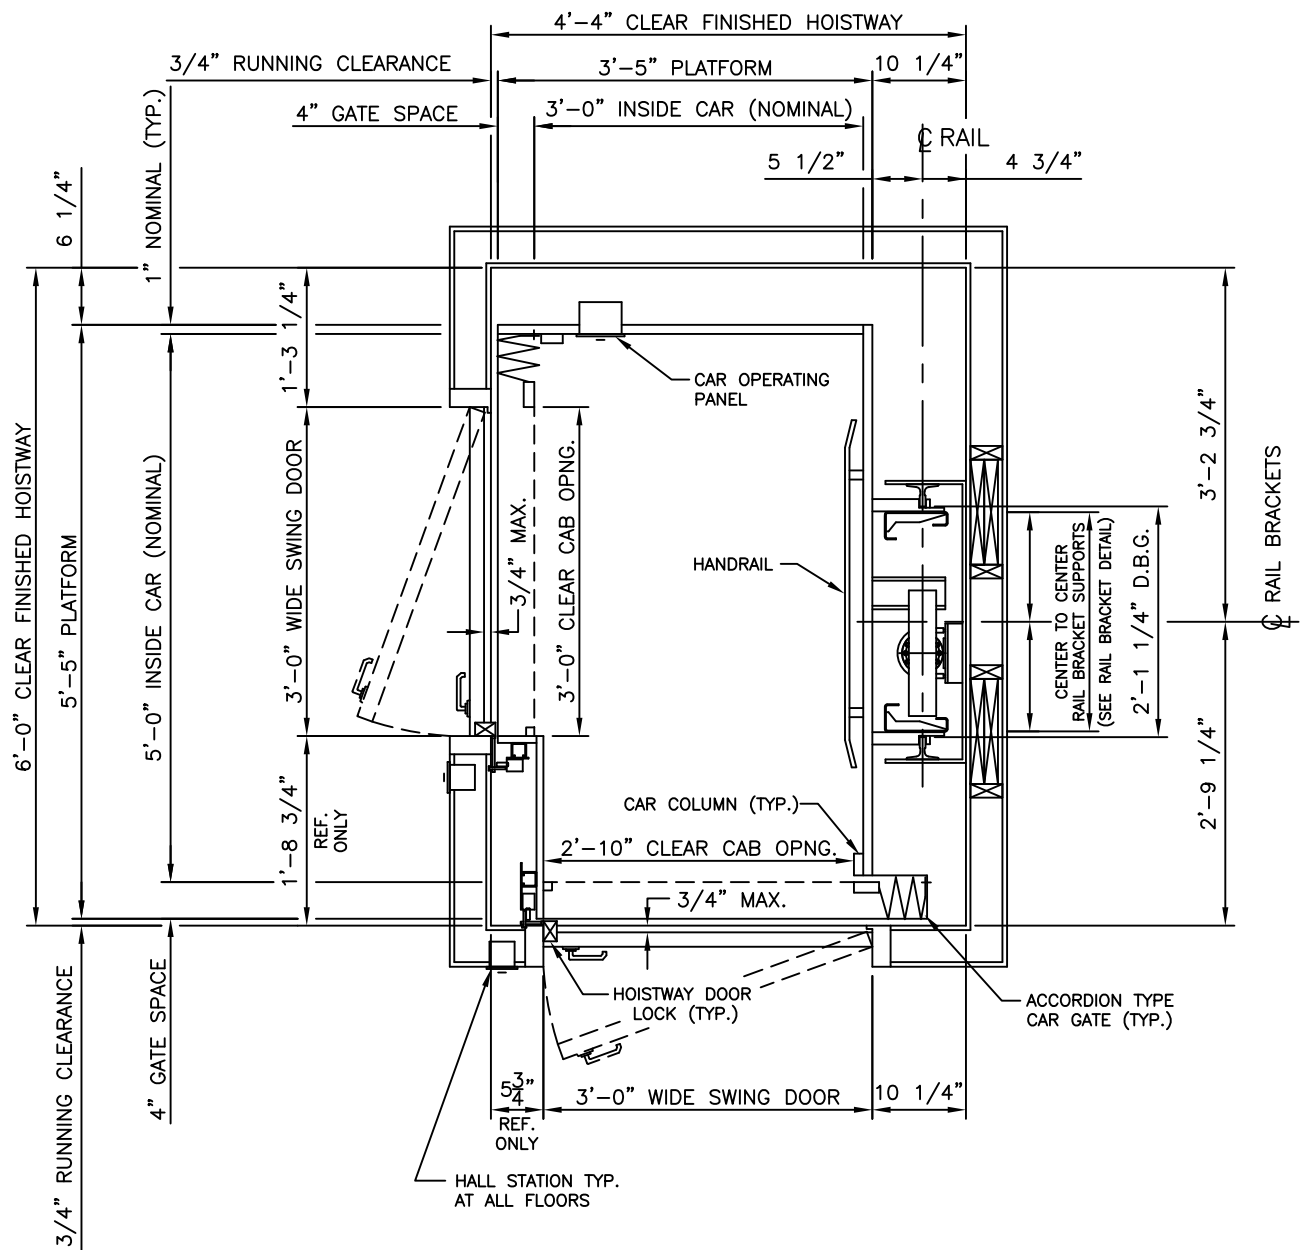 4'-4" CLEAR FINISHED HOISTWAY
3/4" RUNNING CLEARANCE
3'-5" PLATFORM
10 1/4"
4" GATE SPACE
3'-0" INSIDE CAR (NOMINAL)
℄ RAIL
5 1/2"
4 3/4"
6 1/4"
1" NOMINAL (TYP.)
1'-3 1/4"
CAR OPERATING
PANEL
6'-0" CLEAR FINISHED HOISTWAY
5'-5" PLATFORM
5'-0" INSIDE CAR (NOMINAL)
3'-0" WIDE SWING DOOR
3/4" MAX.
3'-0" CLEAR CAB OPNG.
HANDRAIL
CENTER TO CENTER
RAIL BRACKET SUPPORTS
(SEE RAIL BRACKET DETAIL)
2'-1 1/4" D.B.G.
3'-2 3/4"
℄ RAIL BRACKETS
2'-9 1/4"
1'-8 3/4"
REF.
ONLY
CAR COLUMN (TYP.)
2'-10" CLEAR CAB OPNG.
3/4" MAX.
HOISTWAY DOOR
LOCK (TYP.)
ACCORDION TYPE
CAR GATE (TYP.)
3/4" RUNNING CLEARANCE
4" GATE SPACE
5 3/4"
REF.
ONLY
3'-0" WIDE SWING DOOR
10 1/4"
HALL STATION TYP.
AT ALL FLOORS